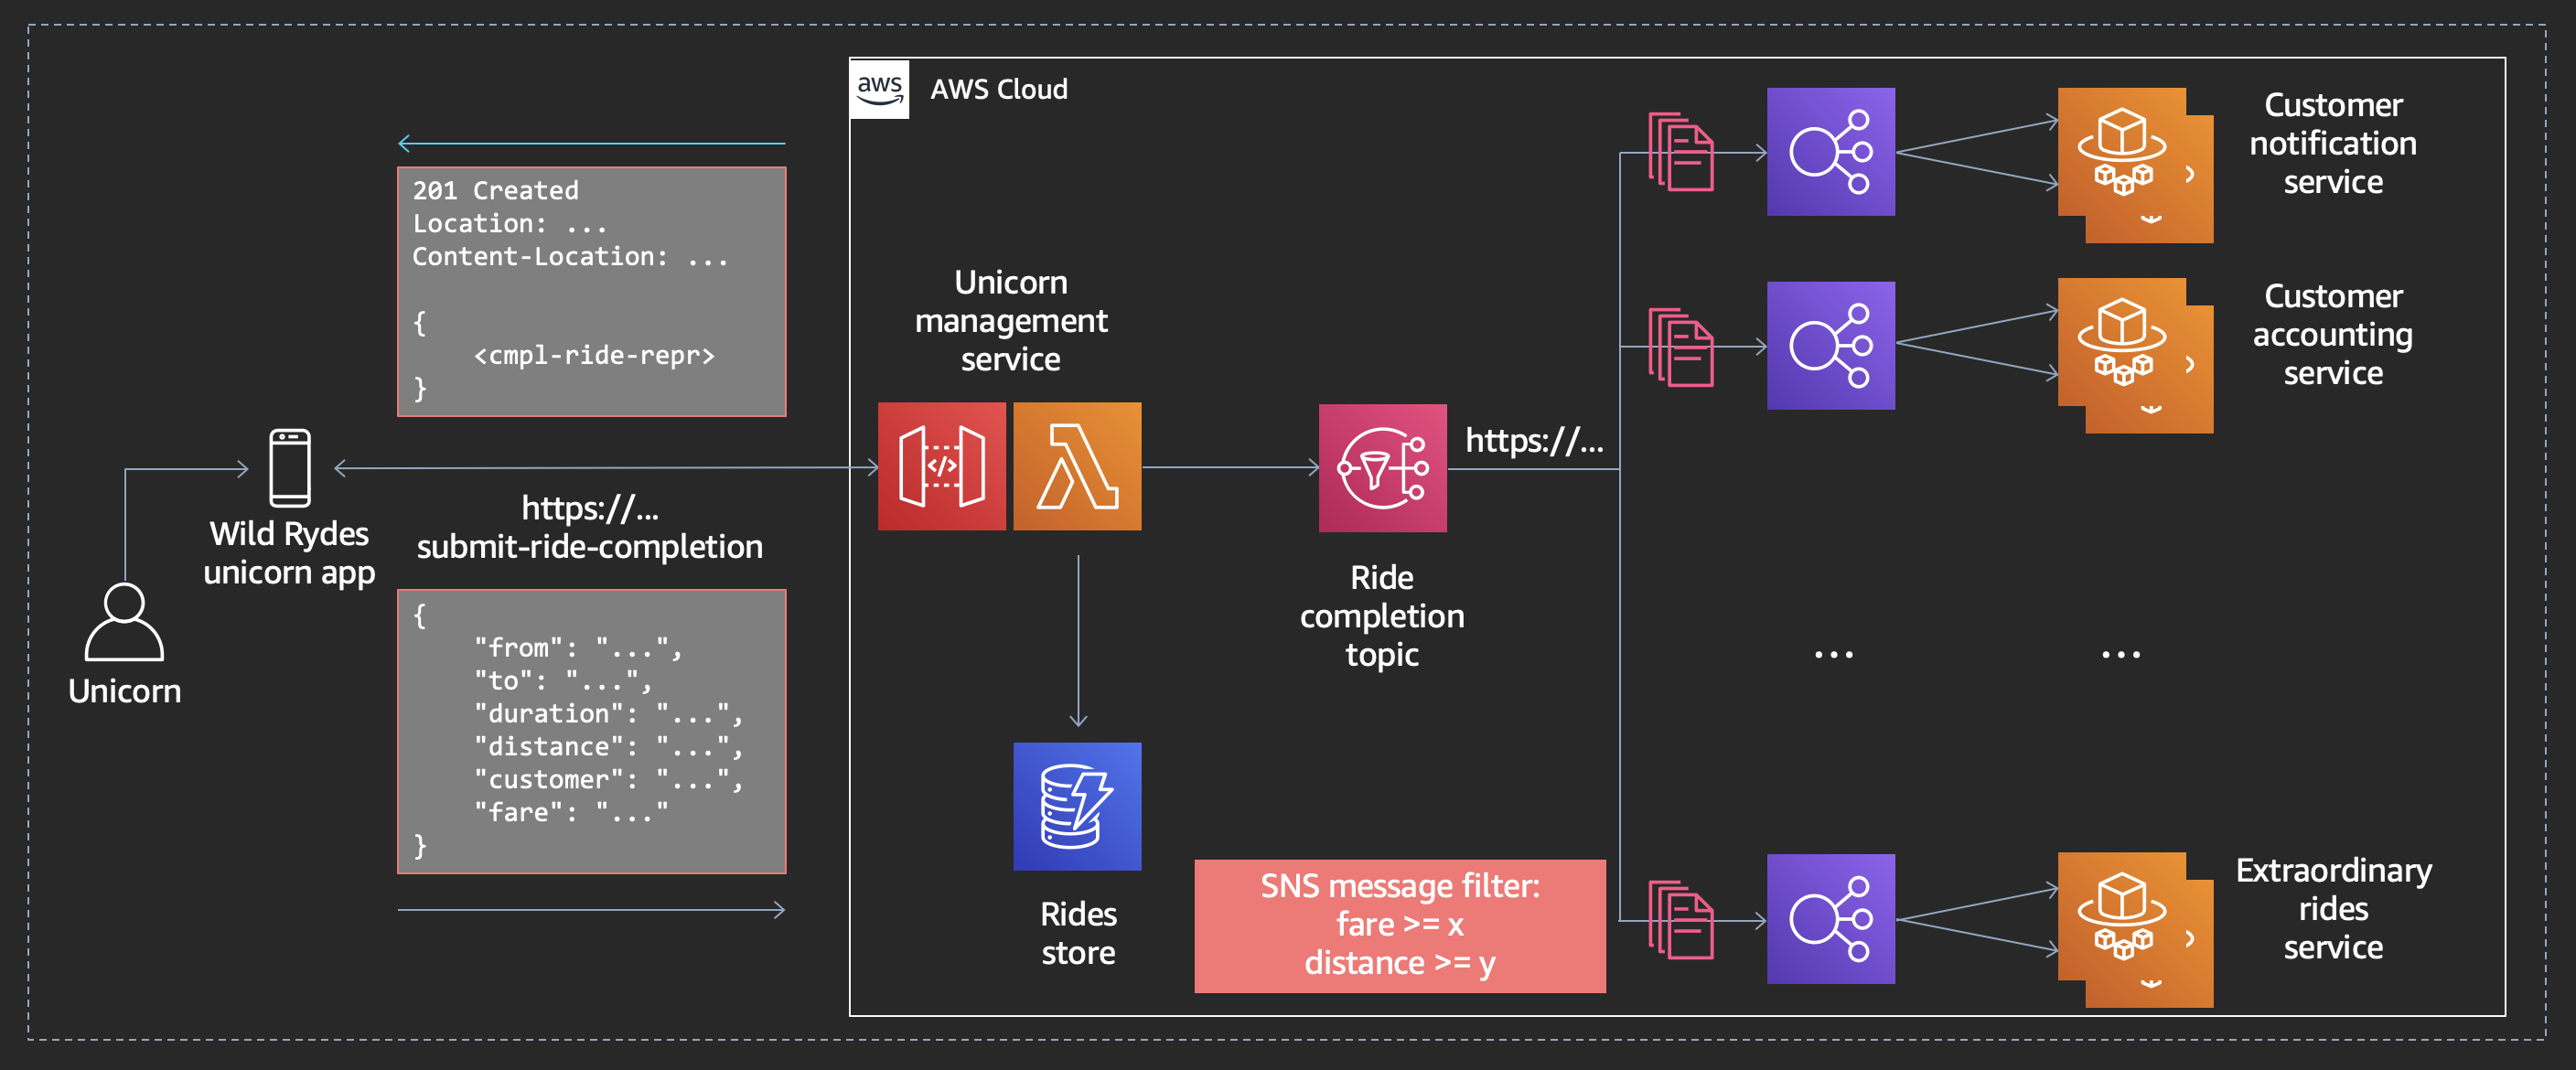 aws
AWS Cloud
201 Created
Location: ...
Content-Location: ...
{
<cmpl-ride-repr>
}
Unicorn
Wild Rydes
unicorn app
https://...
submit-ride-completion
{
"from": "...",
"to": "...",
"duration": "...",
"distance": "...",
"customer": "...",
"fare": "..."
}
Unicorn
management
service
</>
Rides
store
Ride
completion
topic
https://...
SNS message filter:
fare >= x
distance >= y
Customer
notification
service
Customer
accounting
service
... ...
Extraordinary
rides
service